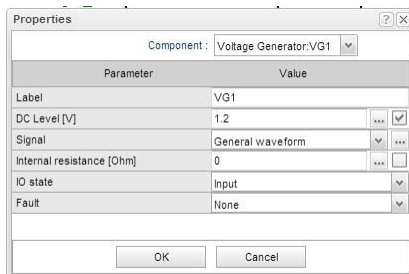 Properties
Component : Voltage Generator:VG1
Parameter Value
Label VG1
DC Level [V] 1.2 ...
Signal General waveform ...
Internal resistance [Ohm] 0 ...
IO state Input
Fault None
OK Cancel